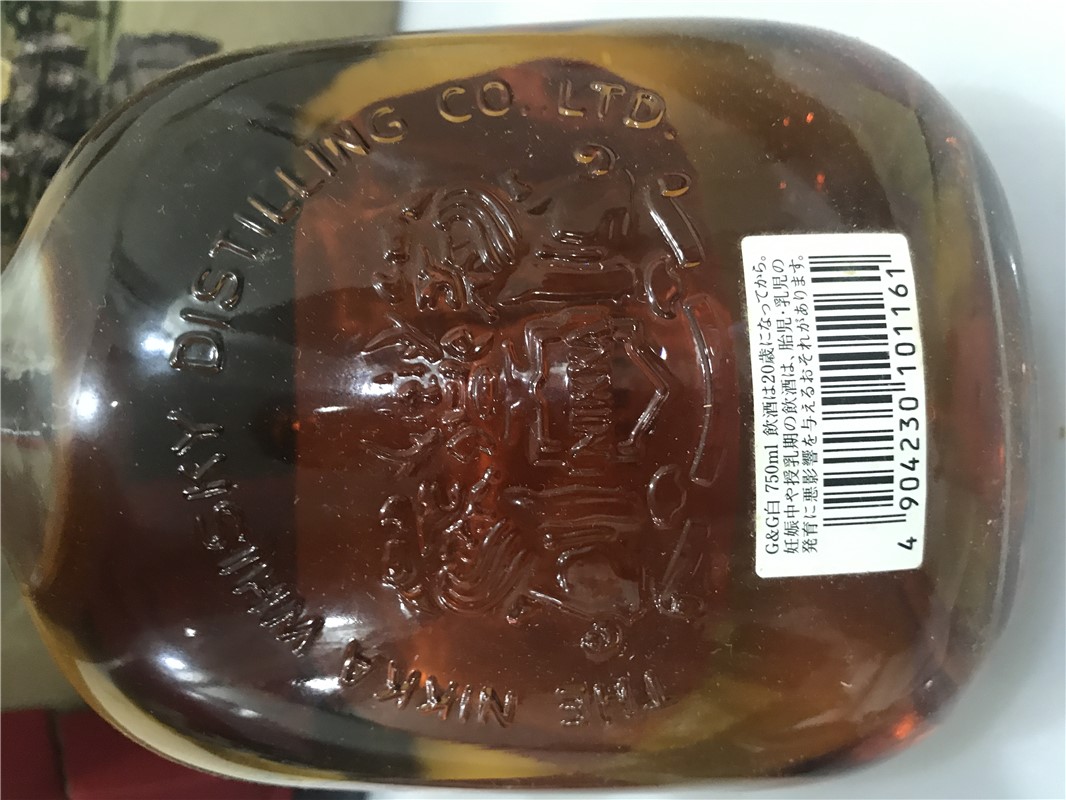 THE NIKKA WHISKY DISTILLING CO. LTD.
NIKKA
G&G白 750ml 飲酒は20歳になってから。
妊娠中や授乳期の飲酒は、胎児・乳児の
発育に悪影響を与えるおそれがあります。
4 904230 101161